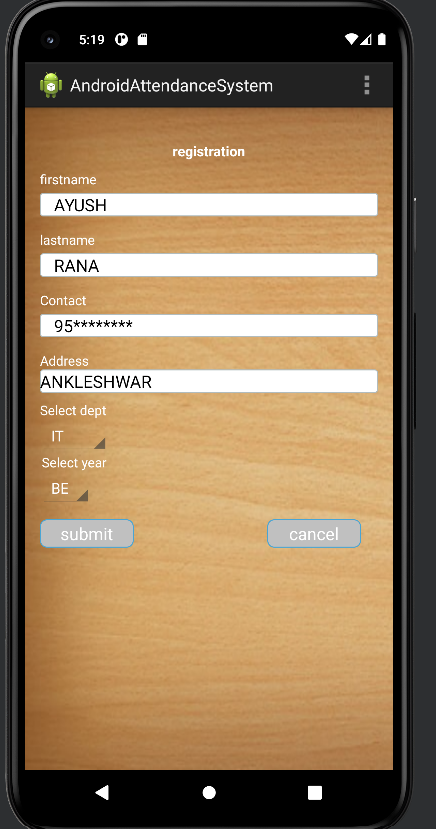 5:19
AndroidAttendanceSystem
registration
firstname
AYUSH
lastname
RANA
Contact
95********
Address
ANKLESHWAR
Select dept
IT
Select year
BE
submit cancel